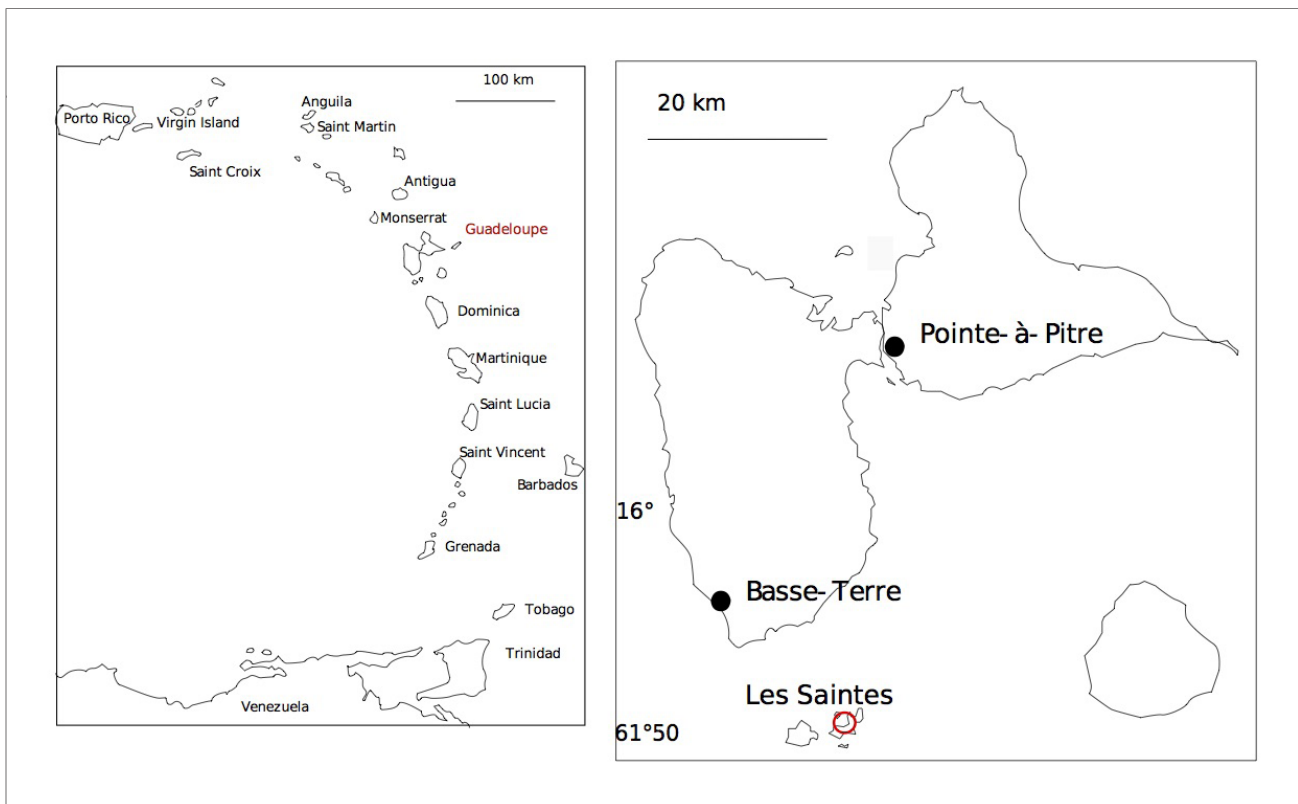 100 km
Anguila
Porto Rico
Virgin Island
Saint Martin
Saint Croix
Antigua
Monserrat
Guadeloupe
Dominica
Martinique
Saint Lucia
Saint Vincent
Barbados
Grenada
Tobago
Trinidad
Venezuela
20 km
Pointe-à-Pitre
16°
Basse-Terre
Les Saintes
61°50